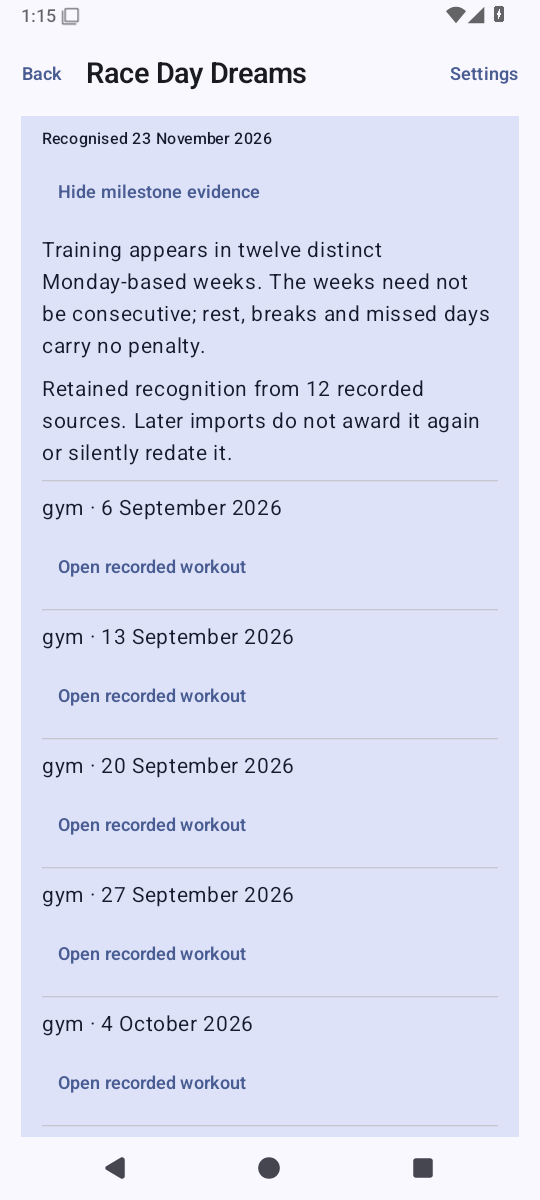 1:15
Back
Race Day Dreams
Settings
Recognised 23 November 2026
Hide milestone evidence
Training appears in twelve distinct
Monday-based weeks. The weeks need not
be consecutive; rest, breaks and missed days
carry no penalty.
Retained recognition from 12 recorded
sources. Later imports do not award it again
or silently redate it.
gym · 6 September 2026
Open recorded workout
gym · 13 September 2026
Open recorded workout
gym · 20 September 2026
Open recorded workout
gym · 27 September 2026
Open recorded workout
gym · 4 October 2026
Open recorded workout